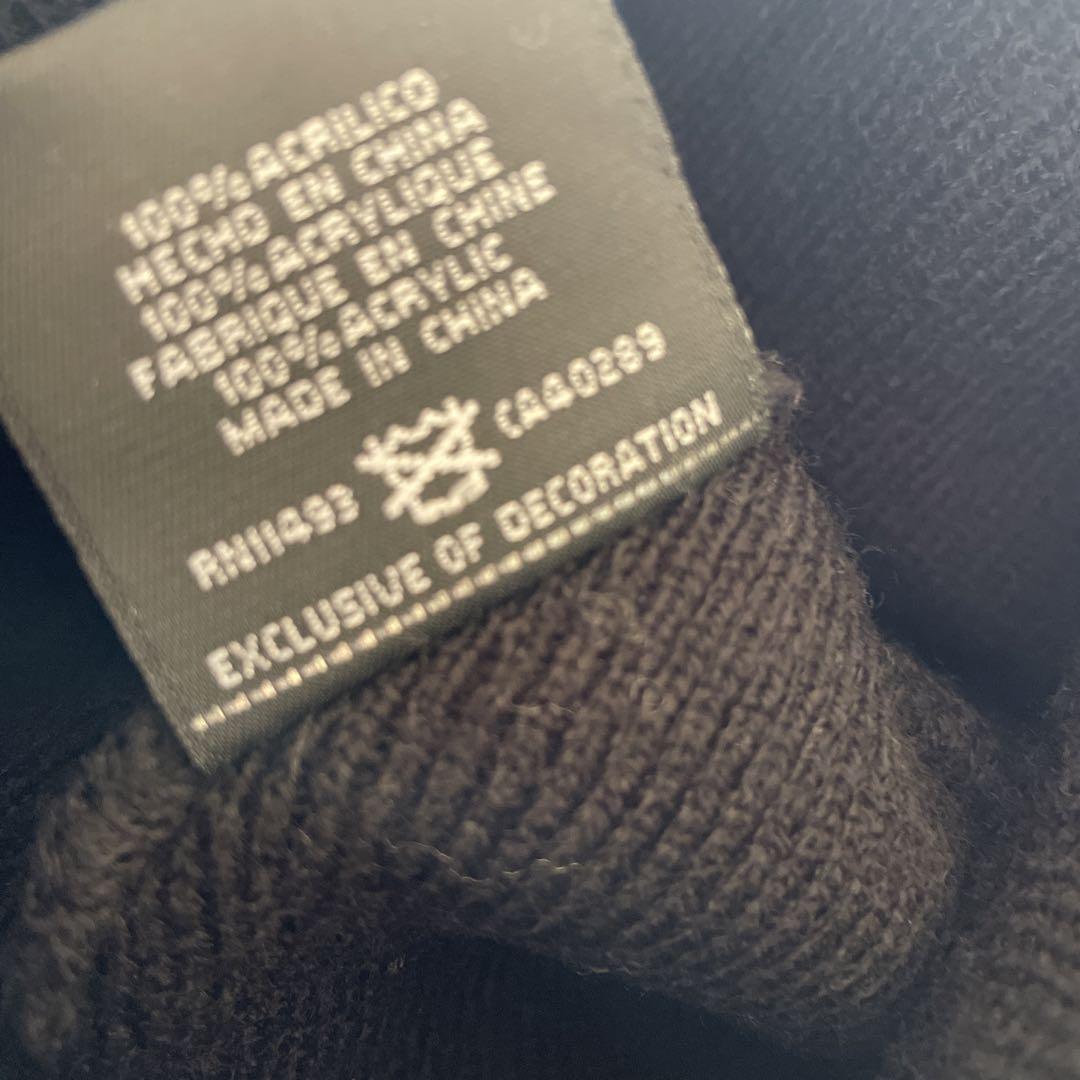 100% ACRILICO
HECHO EN CHINA
100% ACRYLIQUE
FABRIQUE EN CHINE
100% ACRYLIC
MADE IN CHINA
RN11493 CA40289
EXCLUSIVE OF DECORATION